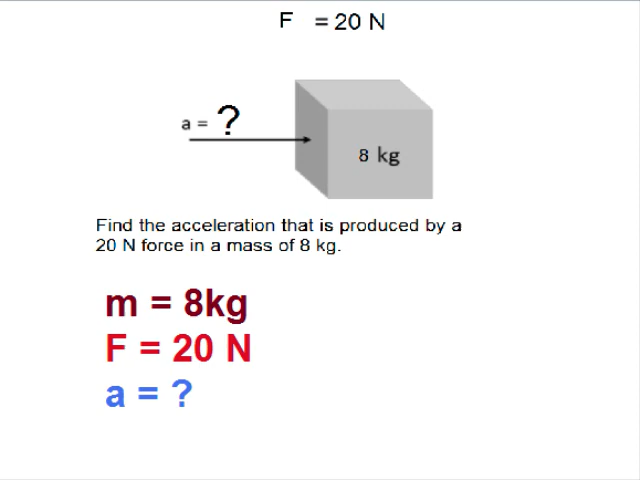 F = 20 N
a = ?
8 kg
Find the acceleration that is produced by a
20 N force in a mass of 8 kg.
m = 8kg
F = 20 N
a = ?